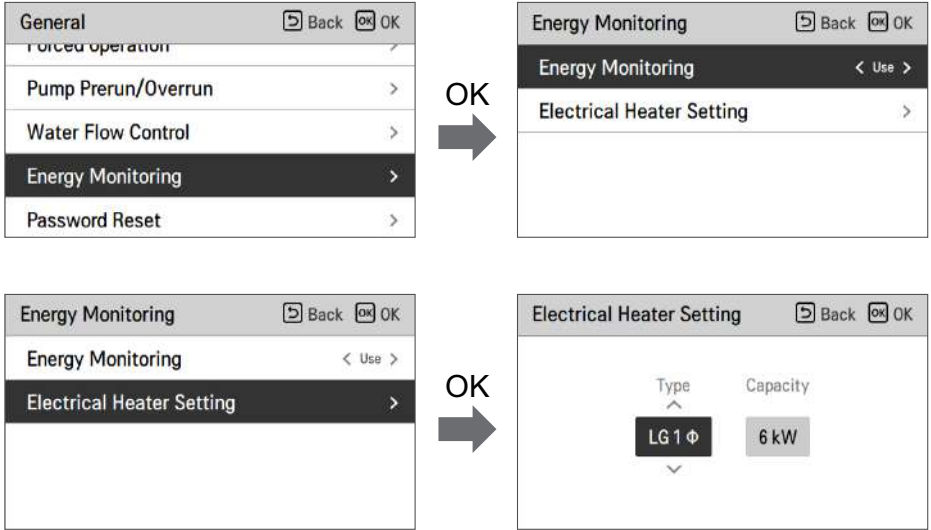 General Back OK
Forced operation
Pump Prerun/Overrun
Water Flow Control
Energy Monitoring
Password Reset
OK
Energy Monitoring Back OK
Energy Monitoring < Use >
Electrical Heater Setting
Energy Monitoring Back OK
Energy Monitoring < Use >
Electrical Heater Setting
OK
Electrical Heater Setting Back OK
Type Capacity
LG 1 Φ 6 kW